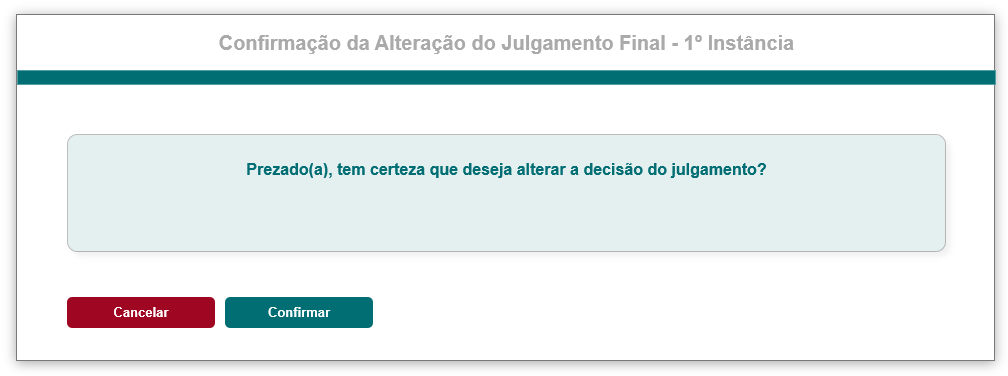 Confirmação da Alteração do Julgamento Final - 1º Instância
Prezado(a), tem certeza que deseja alterar a decisão do julgamento?
Cancelar
Confirmar